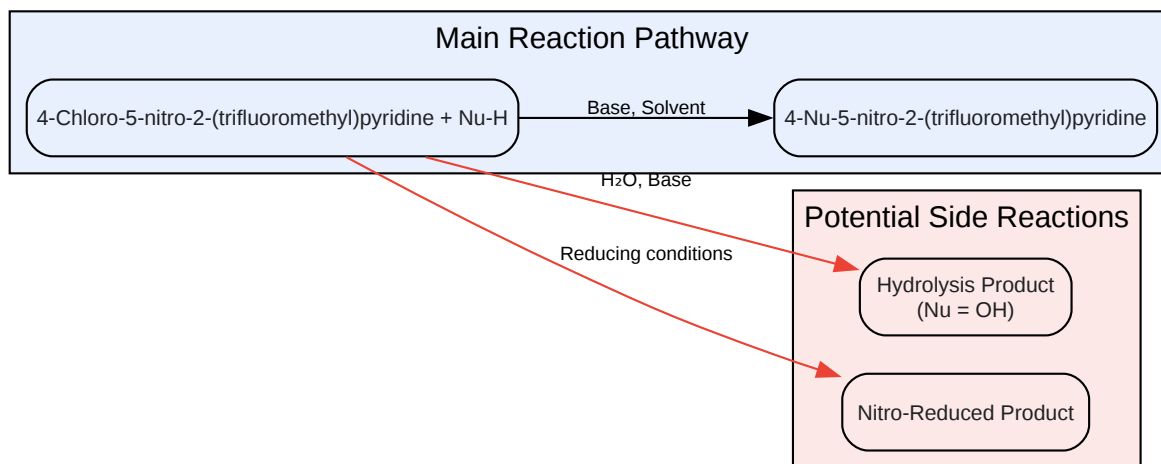 Main Reaction Pathway
4-Chloro-5-nitro-2-(trifluoromethyl)pyridine + Nu-H
Base, Solvent
4-Nu-5-nitro-2-(trifluoromethyl)pyridine
H₂O, Base
Potential Side Reactions
Reducing conditions
Hydrolysis Product
(Nu = OH)
Nitro-Reduced Product